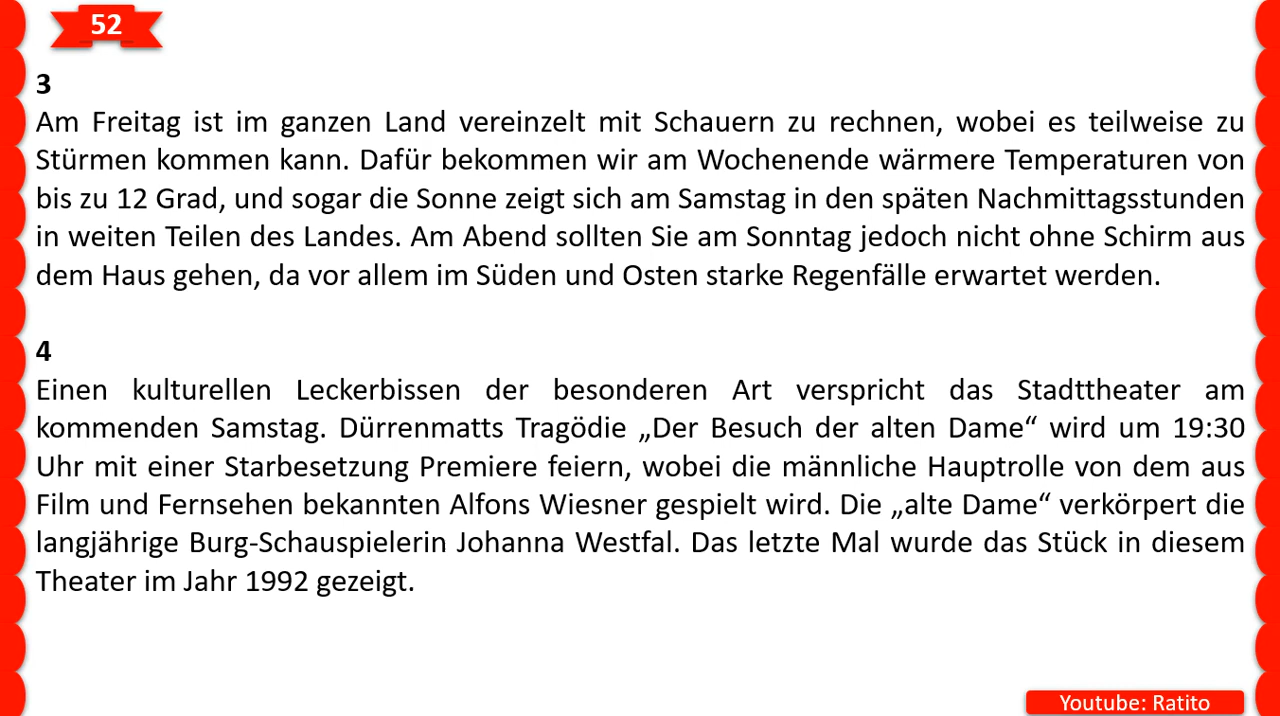 52
3
Am Freitag ist im ganzen Land vereinzelt mit Schauern zu rechnen, wobei es teilweise zu
Stürmen kommen kann. Dafür bekommen wir am Wochenende wärmere Temperaturen von
bis zu 12 Grad, und sogar die Sonne zeigt sich am Samstag in den späten Nachmittagsstunden
in weiten Teilen des Landes. Am Abend sollten Sie am Sonntag jedoch nicht ohne Schirm aus
dem Haus gehen, da vor allem im Süden und Osten starke Regenfälle erwartet werden.
4
Einen kulturellen Leckerbissen der besonderen Art verspricht das Stadttheater am
kommenden Samstag. Dürrenmatts Tragödie „Der Besuch der alten Dame“ wird um 19:30
Uhr mit einer Starbesetzung Premiere feiern, wobei die männliche Hauptrolle von dem aus
Film und Fernsehen bekannten Alfons Wiesner gespielt wird. Die „alte Dame“ verkörpert die
langjährige Burg-Schauspielerin Johanna Westfal. Das letzte Mal wurde das Stück in diesem
Theater im Jahr 1992 gezeigt.
Youtube: Ratito